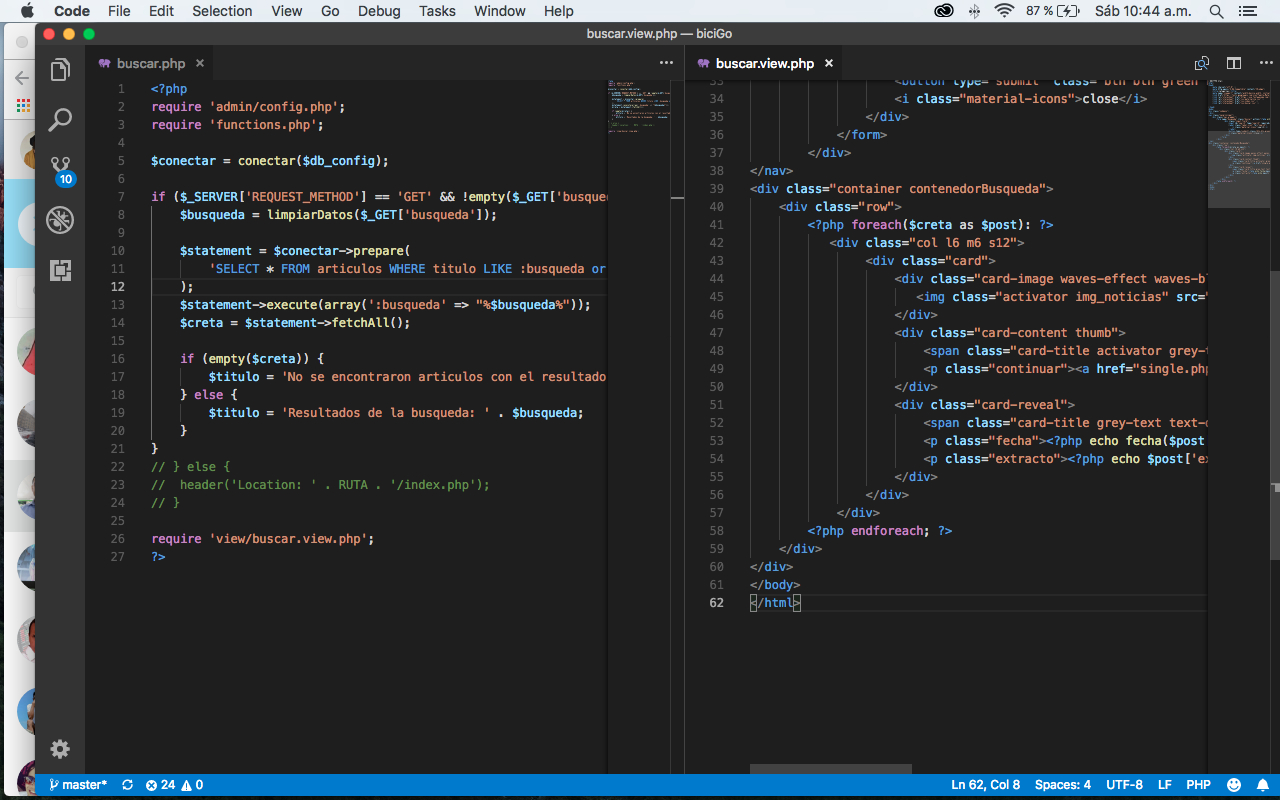 Code File Edit Selection View Go Debug Tasks Window Help 87 % Sáb 10:44 a.m.
buscar.view.php — biciGo
buscar.php
1 <?php
2 require 'admin/config.php';
3 require 'functions.php';
4
5 $conectar = conectar($db_config);
6
7 if ($_SERVER['REQUEST_METHOD'] == 'GET' && !empty($_GET['busque
8 $busqueda = limpiarDatos($_GET['busqueda']);
9
10 $statement = $conectar->prepare(
11 'SELECT * FROM articulos WHERE titulo LIKE :busqueda or
12 );
13 $statement->execute(array(':busqueda' => "%$busqueda%"));
14 $creta = $statement->fetchAll();
15
16 if (empty($creta)) {
17 $titulo = 'No se encontraron articulos con el resultado
18 } else {
19 $titulo = 'Resultados de la busqueda: ' . $busqueda;
20 }
21 }
22 // } else {
23 // header('Location: ' . RUTA . '/index.php');
24 // }
25
26 require 'view/buscar.view.php';
27 ?>
buscar.view.php
33 <button type="submit" class="btn btn green
34 <i class="material-icons">close</i>
35 </div>
36 </form>
37 </div>
38 </nav>
39 <div class="container contenedorBusqueda">
40 <div class="row">
41 <?php foreach($creta as $post): ?>
42 <div class="col l6 m6 s12">
43 <div class="card">
44 <div class="card-image waves-effect waves-bl
45 <img class="activator img_noticias" src="
46 </div>
47 <div class="card-content thumb">
48 <span class="card-title activator grey-t
49 <p class="continuar"><a href="single.php
50 </div>
51 <div class="card-reveal">
52 <span class="card-title grey-text text-d
53 <p class="fecha"><?php echo fecha($post
54 <p class="extracto"><?php echo $post['ex
55 </div>
56 </div>
57 </div>
58 <?php endforeach; ?>
59 </div>
60 </div>
61 </body>
62 </html>
10
master* 24 0 Ln 62, Col 8 Spaces: 4 UTF-8 LF PHP